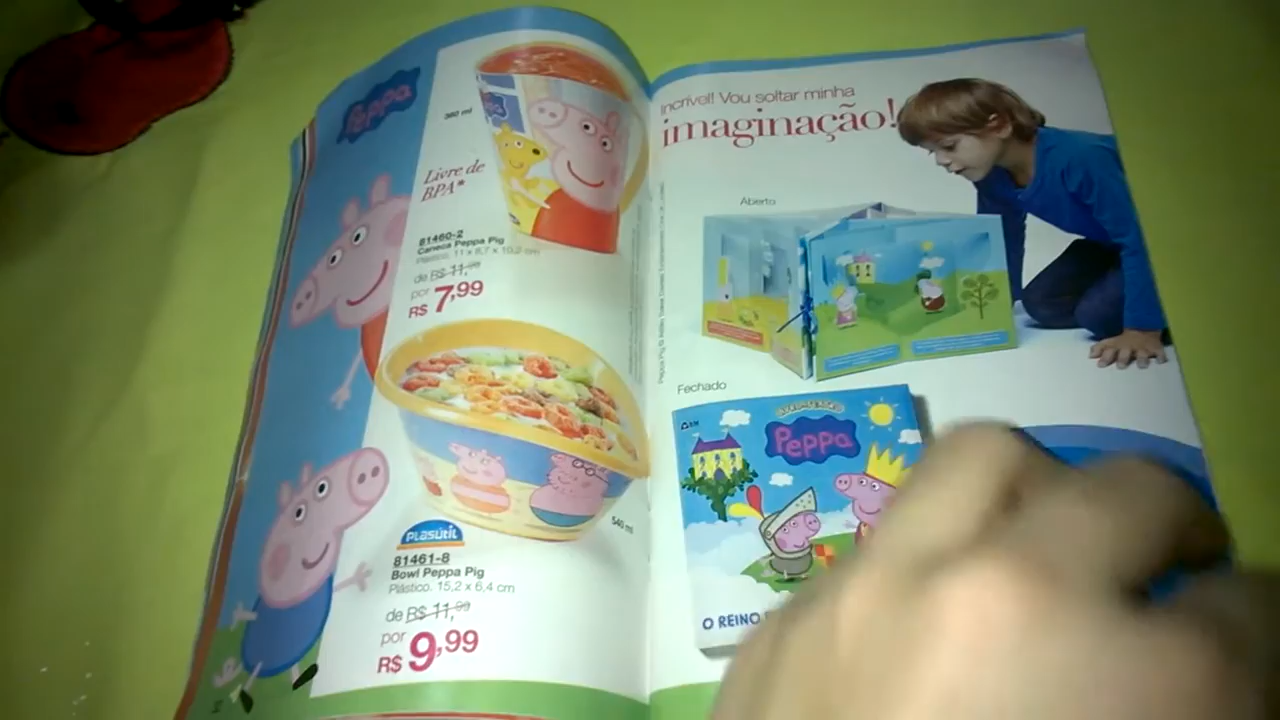 Peppa
380 ml
Livre de
BPA*
81460-2
Caneca Peppa Pig
Plástico. 11 x 8,7 x 10,2 cm
de R$ 11,99
por
R$ 7,99
540 ml
Plasútil
81461-8
Bowl Peppa Pig
Plástico. 15,2 x 6,4 cm
de R$ 11,99
por
R$ 9,99
Incrível! Vou soltar minha
imaginação!
Aberto
Fechado
Peppa
O REINO